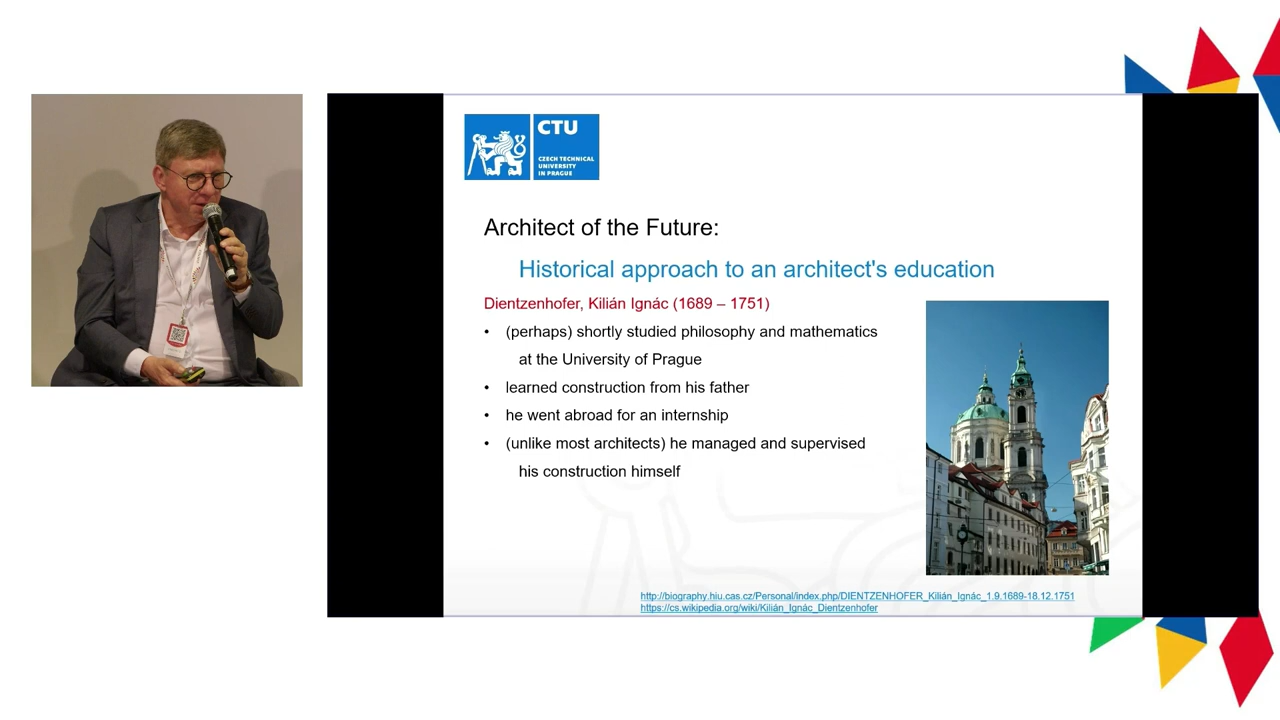 CTU
CZECH TECHNICAL
UNIVERSITY
IN PRAGUE
Architect of the Future:
Historical approach to an architect's education
Dientzenhofer, Kilián Ignác (1689 – 1751)
• (perhaps) shortly studied philosophy and mathematics
at the University of Prague
• learned construction from his father
• he went abroad for an internship
• (unlike most architects) he managed and supervised
his construction himself
http://biography.hiu.cas.cz/Personal/index.php/DIENTZENHOFER_Kilián_Ignác_1.9.1689-18.12.1751
https://cs.wikipedia.org/wiki/Kilián_Ignác_Dientzenhofer